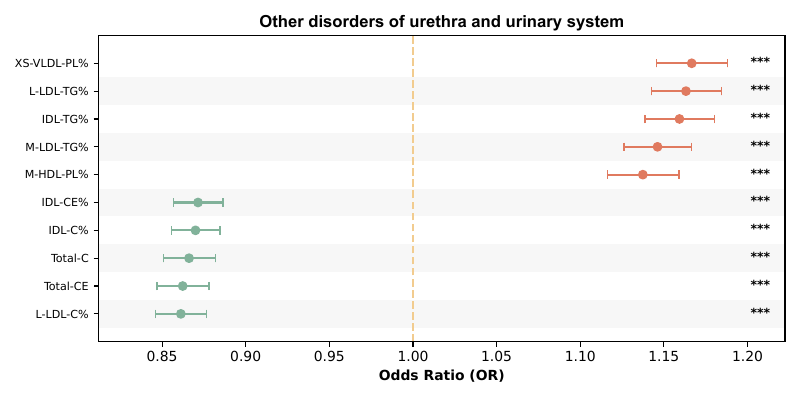 Other disorders of urethra and urinary system
XS-VLDL-PL% ***
L-LDL-TG% ***
IDL-TG% ***
M-LDL-TG% ***
M-HDL-PL% ***
IDL-CE% ***
IDL-C% ***
Total-C ***
Total-CE ***
L-LDL-C% ***
0.85 0.90 0.95 1.00 1.05 1.10 1.15 1.20
Odds Ratio (OR)